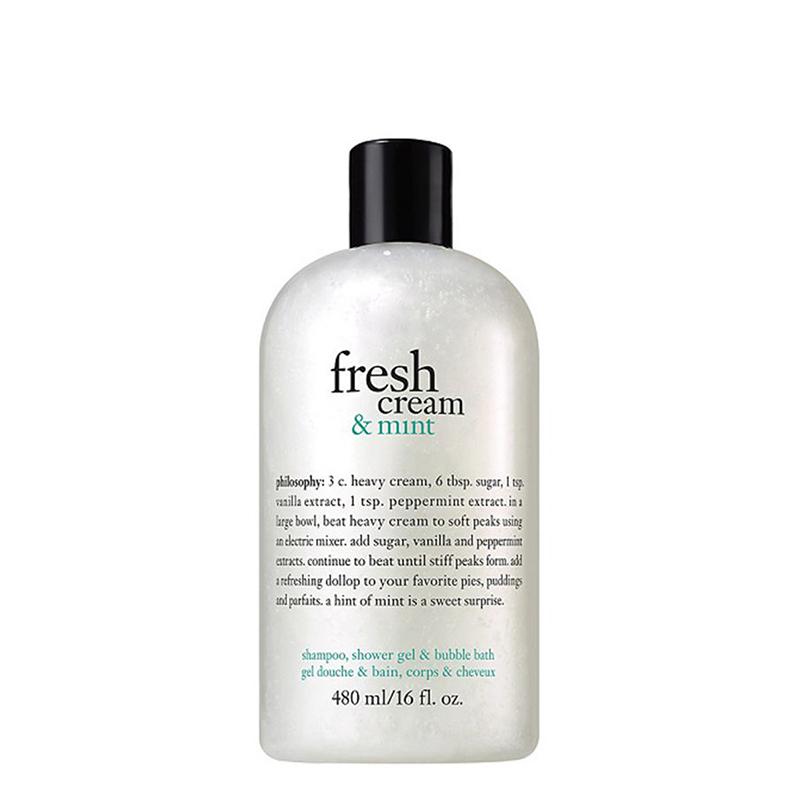 fresh
cream
& mint
philosophy: 3 c. heavy cream, 6 tbsp. sugar, 1 tsp.
vanilla extract, 1 tsp. peppermint extract. in a
large bowl, beat heavy cream to soft peaks using
an electric mixer. add sugar, vanilla and peppermint
extracts. continue to beat until stiff peaks form. add
a refreshing dollop to your favorite pies, puddings
and parfaits. a hint of mint is a sweet surprise.
shampoo, shower gel & bubble bath
gel douche & bain, corps & cheveux
480 ml/16 fl. oz.